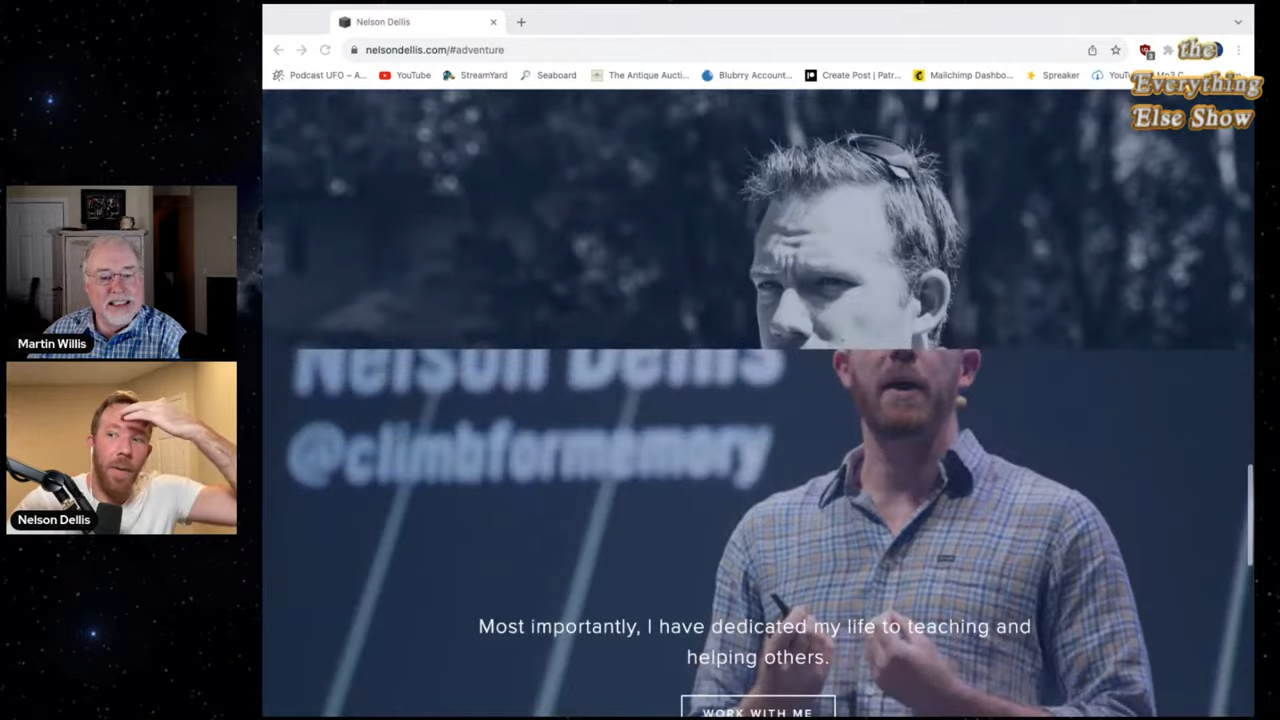 Nelson Dellis
nelsondellis.com/#adventure
Podcast UFO – A...
YouTube
StreamYard
Seaboard
The Antique Aucti...
Blubrry Account...
Create Post | Patr...
Mailchimp Dashbo...
Spreaker
the
Everything
Else Show
Martin Willis
Nelson Dellis
Nelson Dellis
@climbformemory
Most importantly, I have dedicated my life to teaching and
helping others.
WORK WITH ME